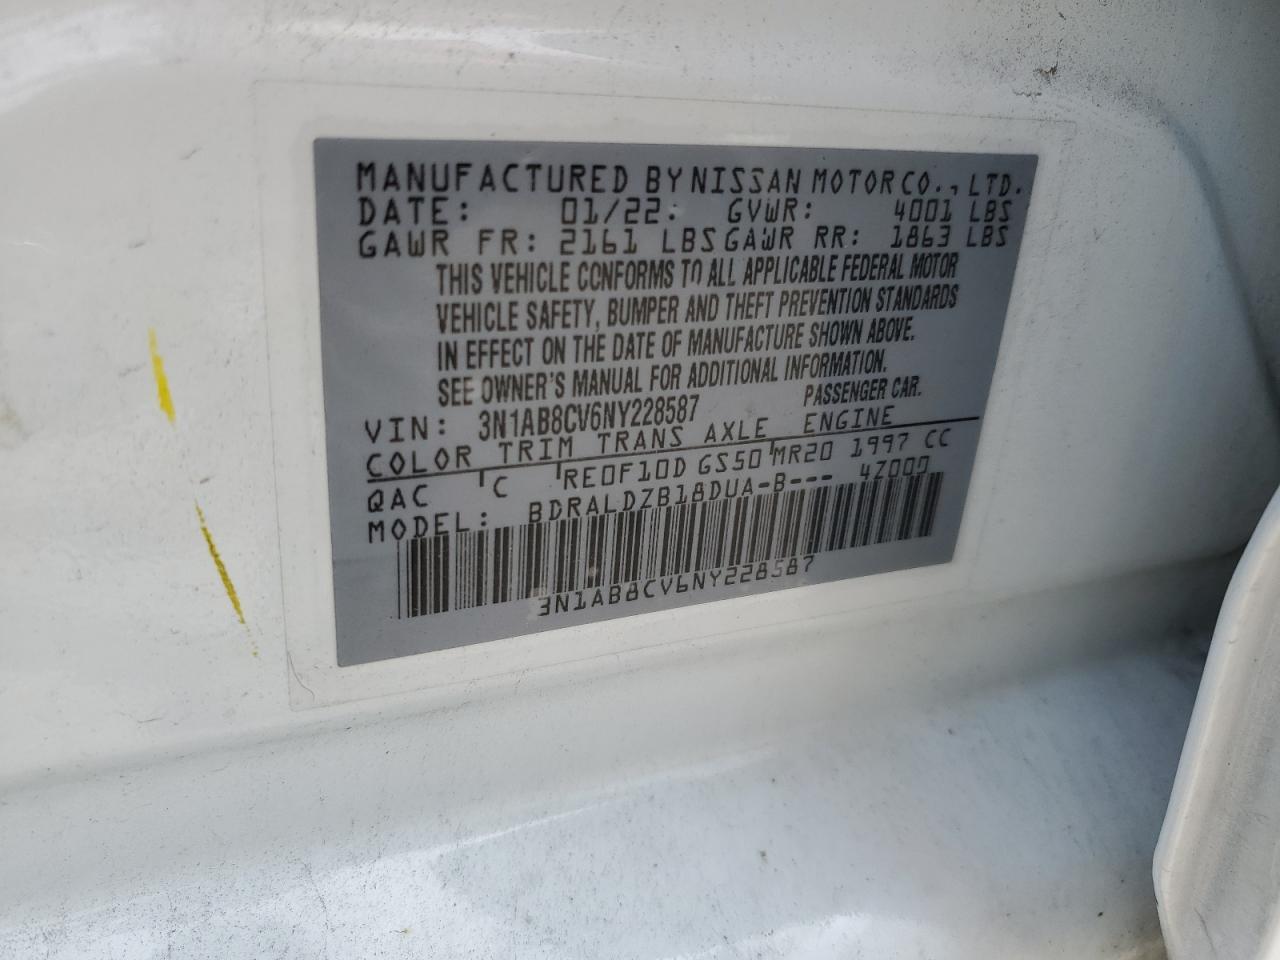 MANUFACTURED BY NISSAN MOTOR CO., LTD.
DATE: 01/22. GVWR: 4001 LBS
GAWR FR: 2161 LBS GAWR RR: 1863 LBS
THIS VEHICLE CONFORMS TO ALL APPLICABLE FEDERAL MOTOR
VEHICLE SAFETY, BUMPER AND THEFT PREVENTION STANDARDS
IN EFFECT ON THE DATE OF MANUFACTURE SHOWN ABOVE.
SEE OWNER'S MANUAL FOR ADDITIONAL INFORMATION.
VIN: 3N1AB8CV6NY228587 PASSENGER CAR.
COLOR TRIM TRANS AXLE ENGINE
QAC C RE0F10D GS50 MR20 1997 CC
MODEL: BDRALDZB18DUA-B--- 4Z000
3N1AB8CV6NY228587